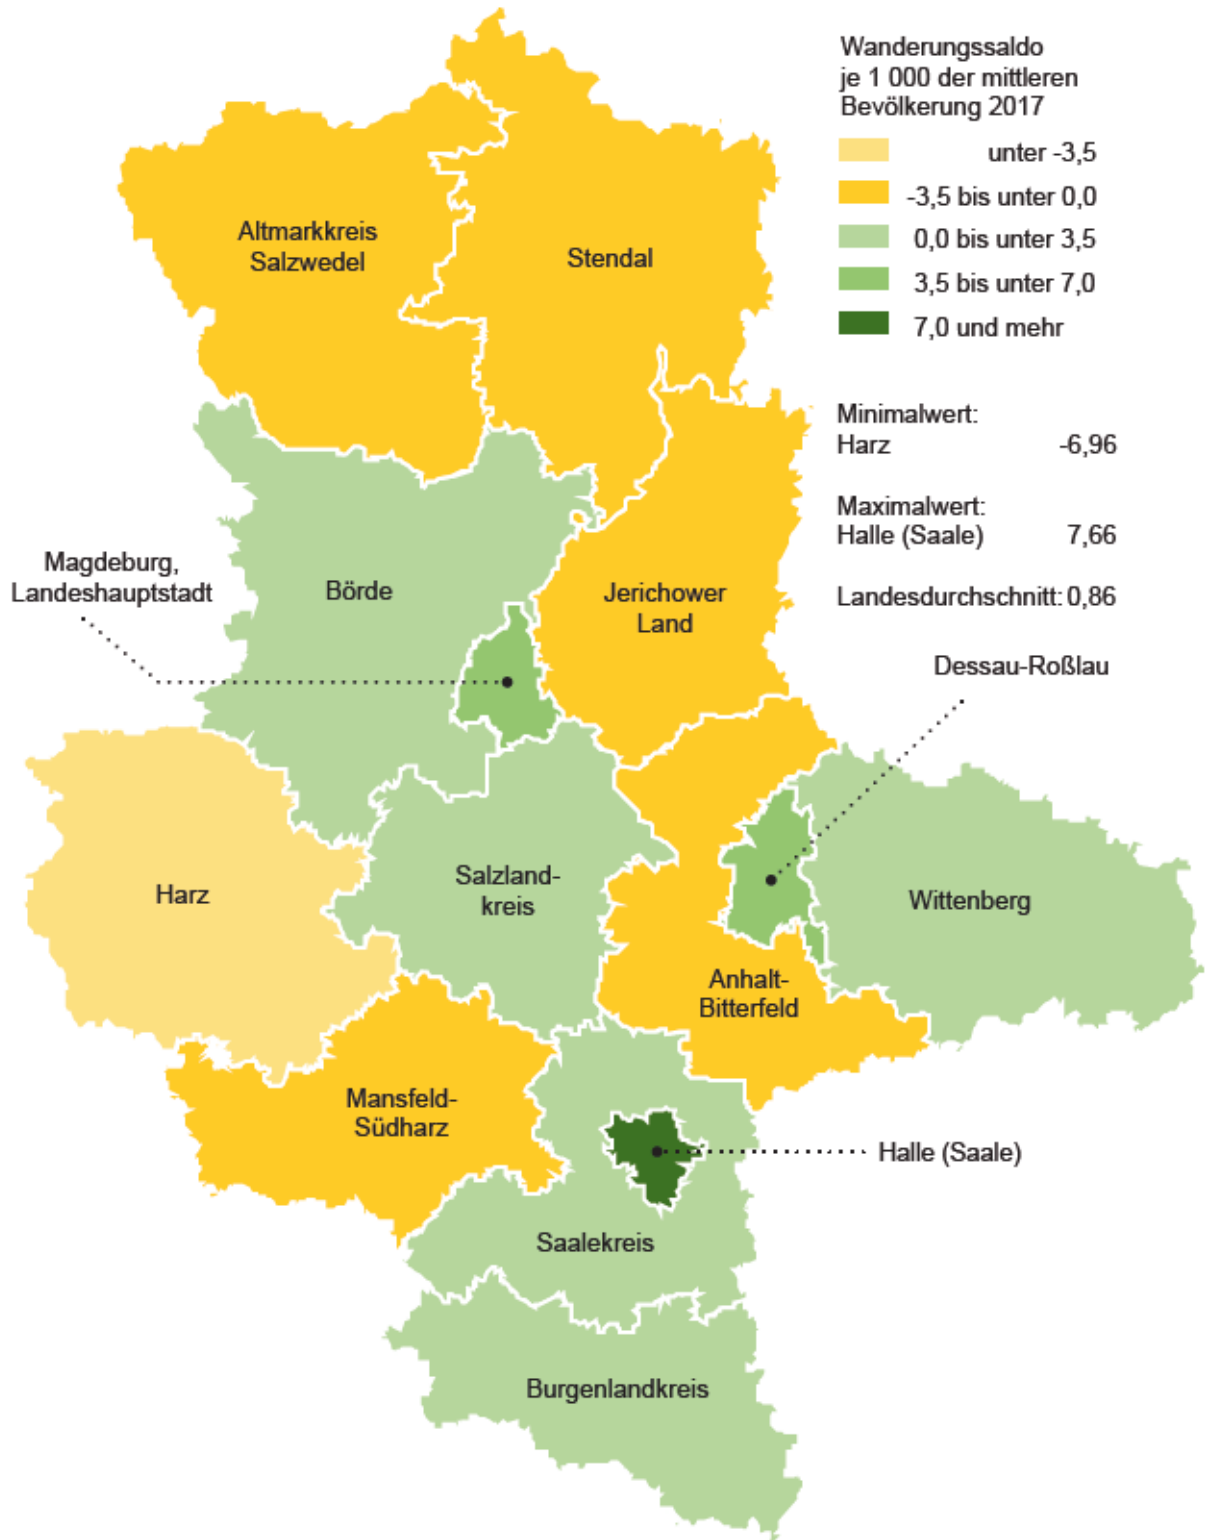 Wanderungssaldo
je 1 000 der mittleren
Bevölkerung 2017
unter -3,5
-3,5 bis unter 0,0
0,0 bis unter 3,5
3,5 bis unter 7,0
7,0 und mehr
Minimalwert:
Harz -6,96
Maximalwert:
Halle (Saale) 7,66
Landesdurchschnitt: 0,86
Altmarkkreis
Salzwedel
Stendal
Magdeburg,
Landeshauptstadt
Börde
Jerichower
Land
Dessau-Roßlau
Harz
Salzland-
kreis
Wittenberg
Anhalt-
Bitterfeld
Mansfeld-
Südharz
Halle (Saale)
Saalekreis
Burgenlandkreis